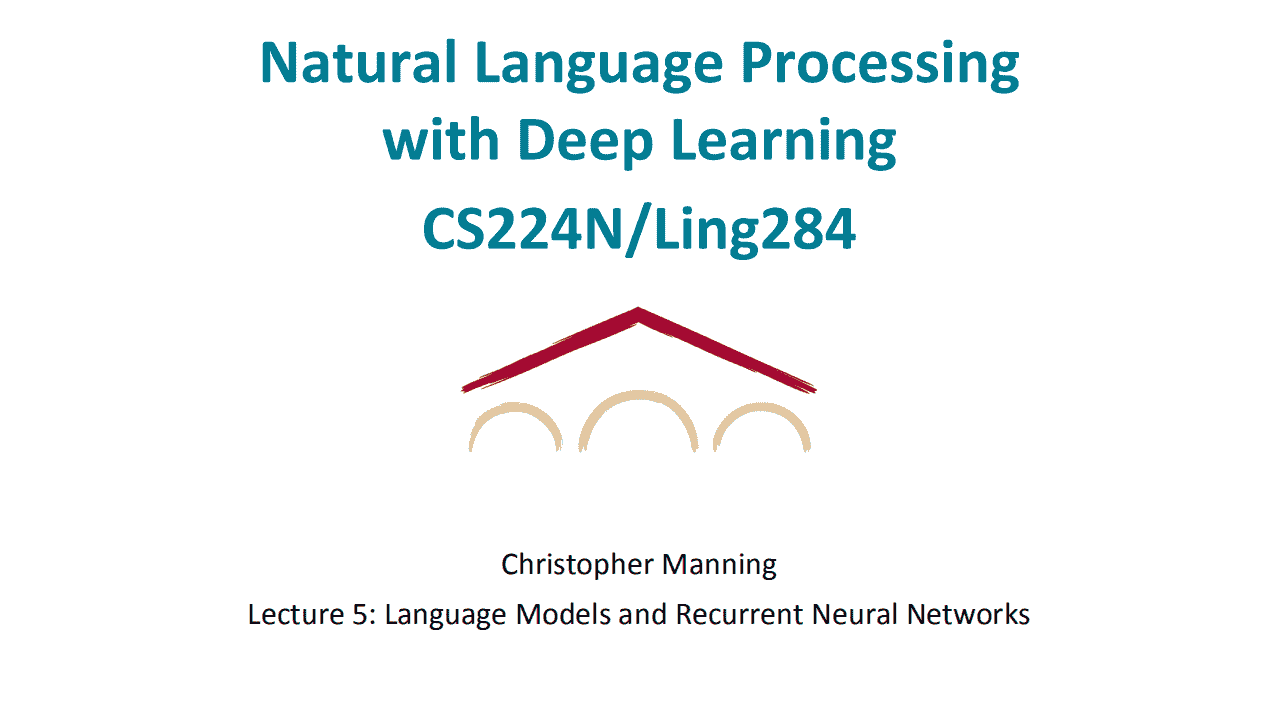 Natural Language Processing
with Deep Learning
CS224N/Ling284
Christopher Manning
Lecture 5: Language Models and Recurrent Neural Networks